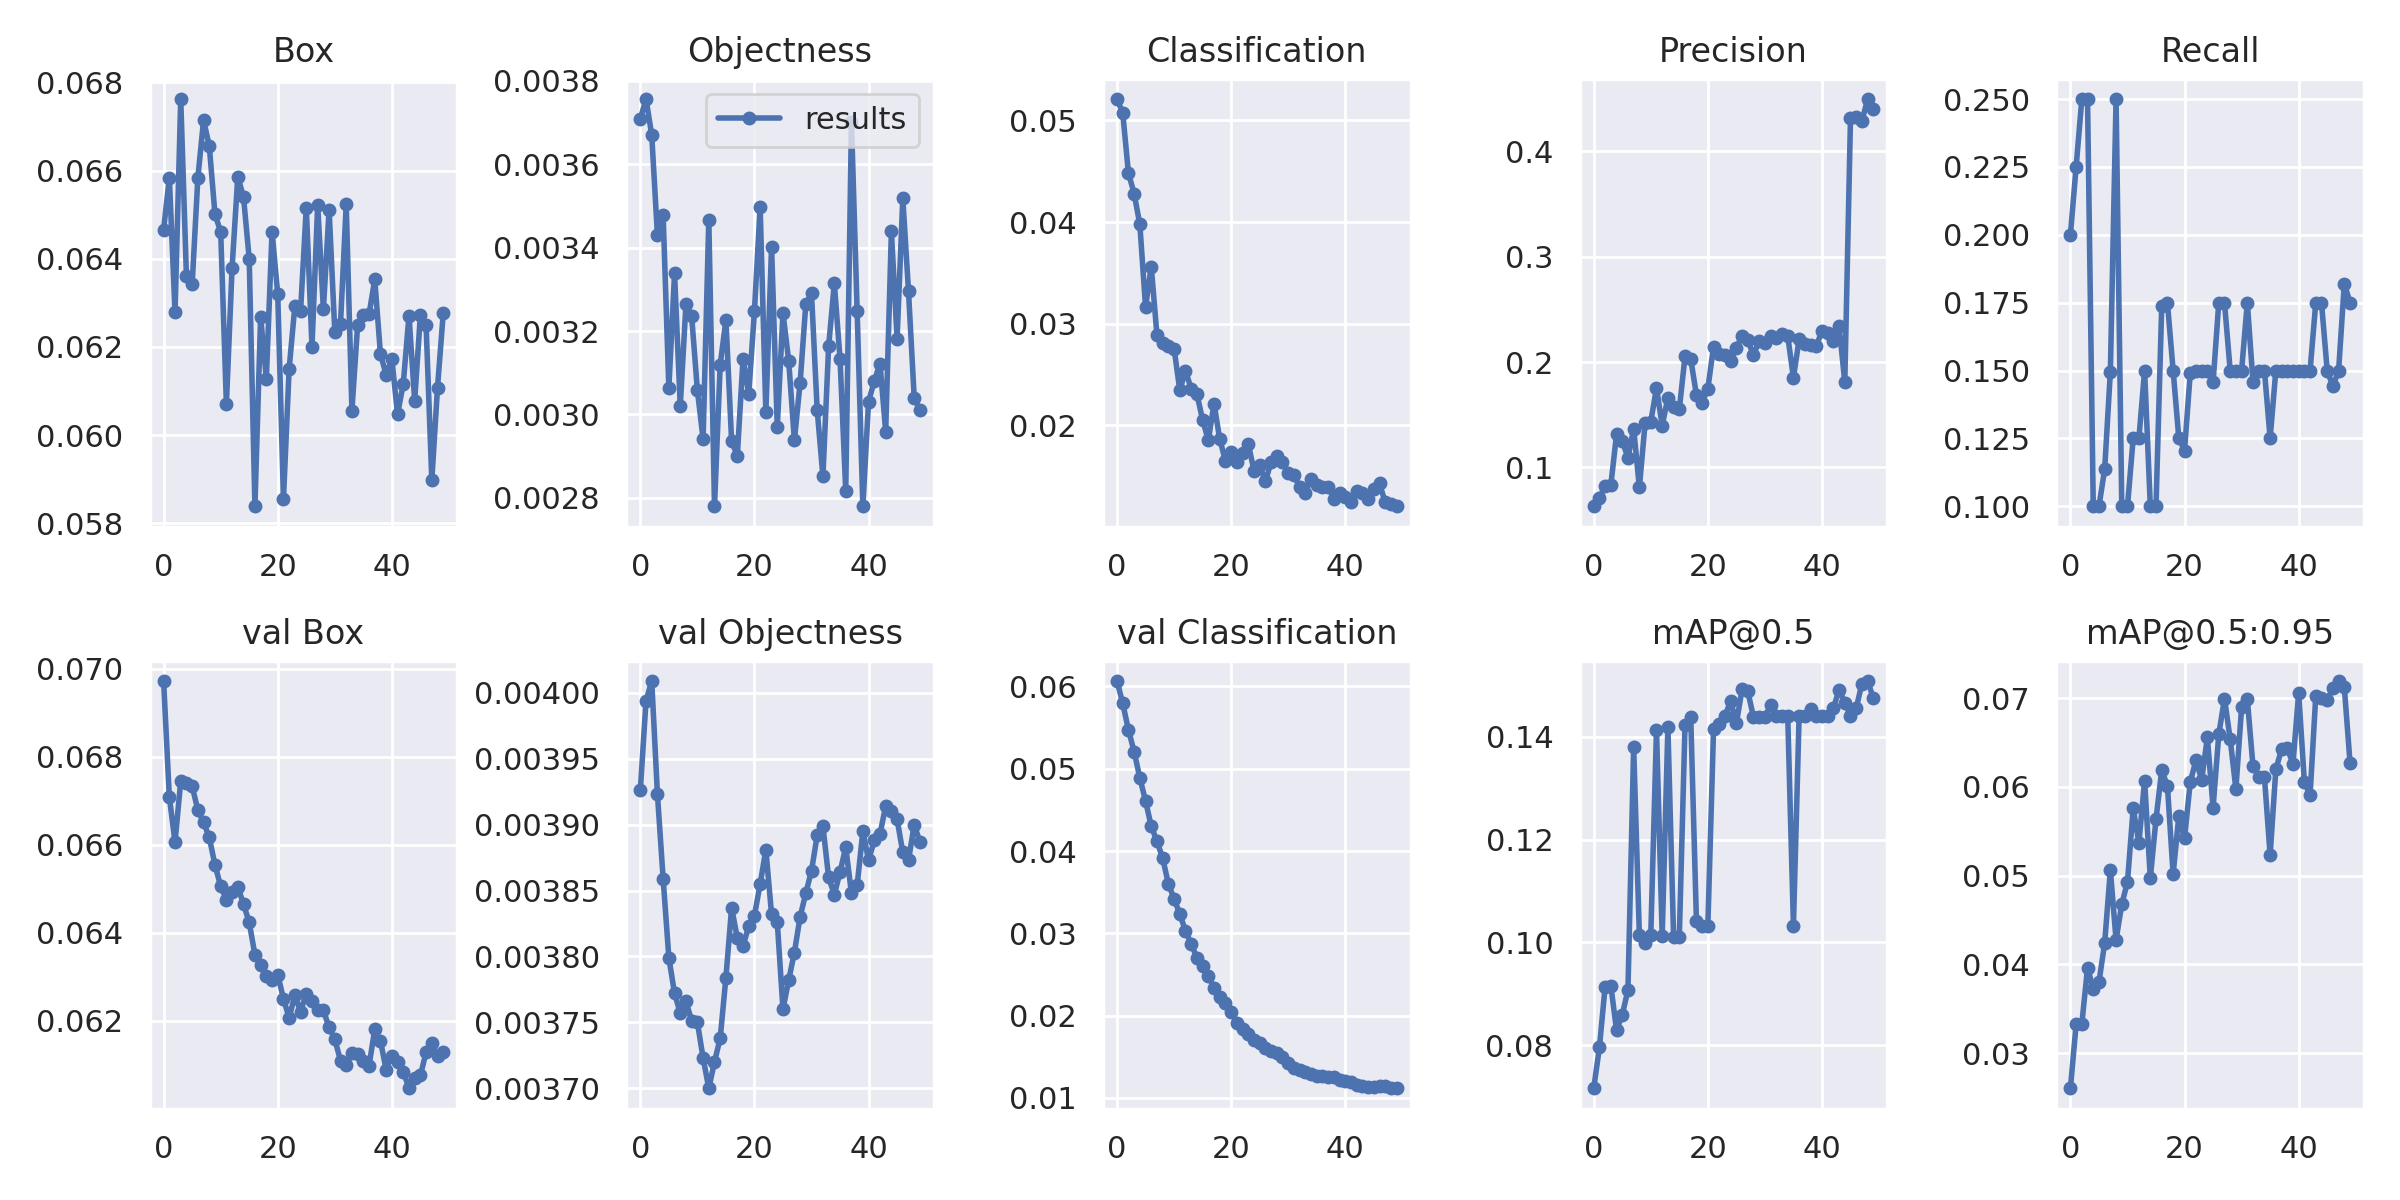 Box
Objectness
Classification
Precision
Recall
0.068
0.066
0.064
0.062
0.060
0.058
0 20 40
0.0038
0.0036
0.0034
0.0032
0.0030
0.0028
results
0 20 40
0.05
0.04
0.03
0.02
0 20 40
0.4
0.3
0.2
0.1
0 20 40
0.250
0.225
0.200
0.175
0.150
0.125
0.100
0 20 40
val Box
val Objectness
val Classification
mAP@0.5
mAP@0.5:0.95
0.070
0.068
0.066
0.064
0.062
0 20 40
0.00400
0.00395
0.00390
0.00385
0.00380
0.00375
0.00370
0 20 40
0.06
0.05
0.04
0.03
0.02
0.01
0 20 40
0.14
0.12
0.10
0.08
0 20 40
0.07
0.06
0.05
0.04
0.03
0 20 40